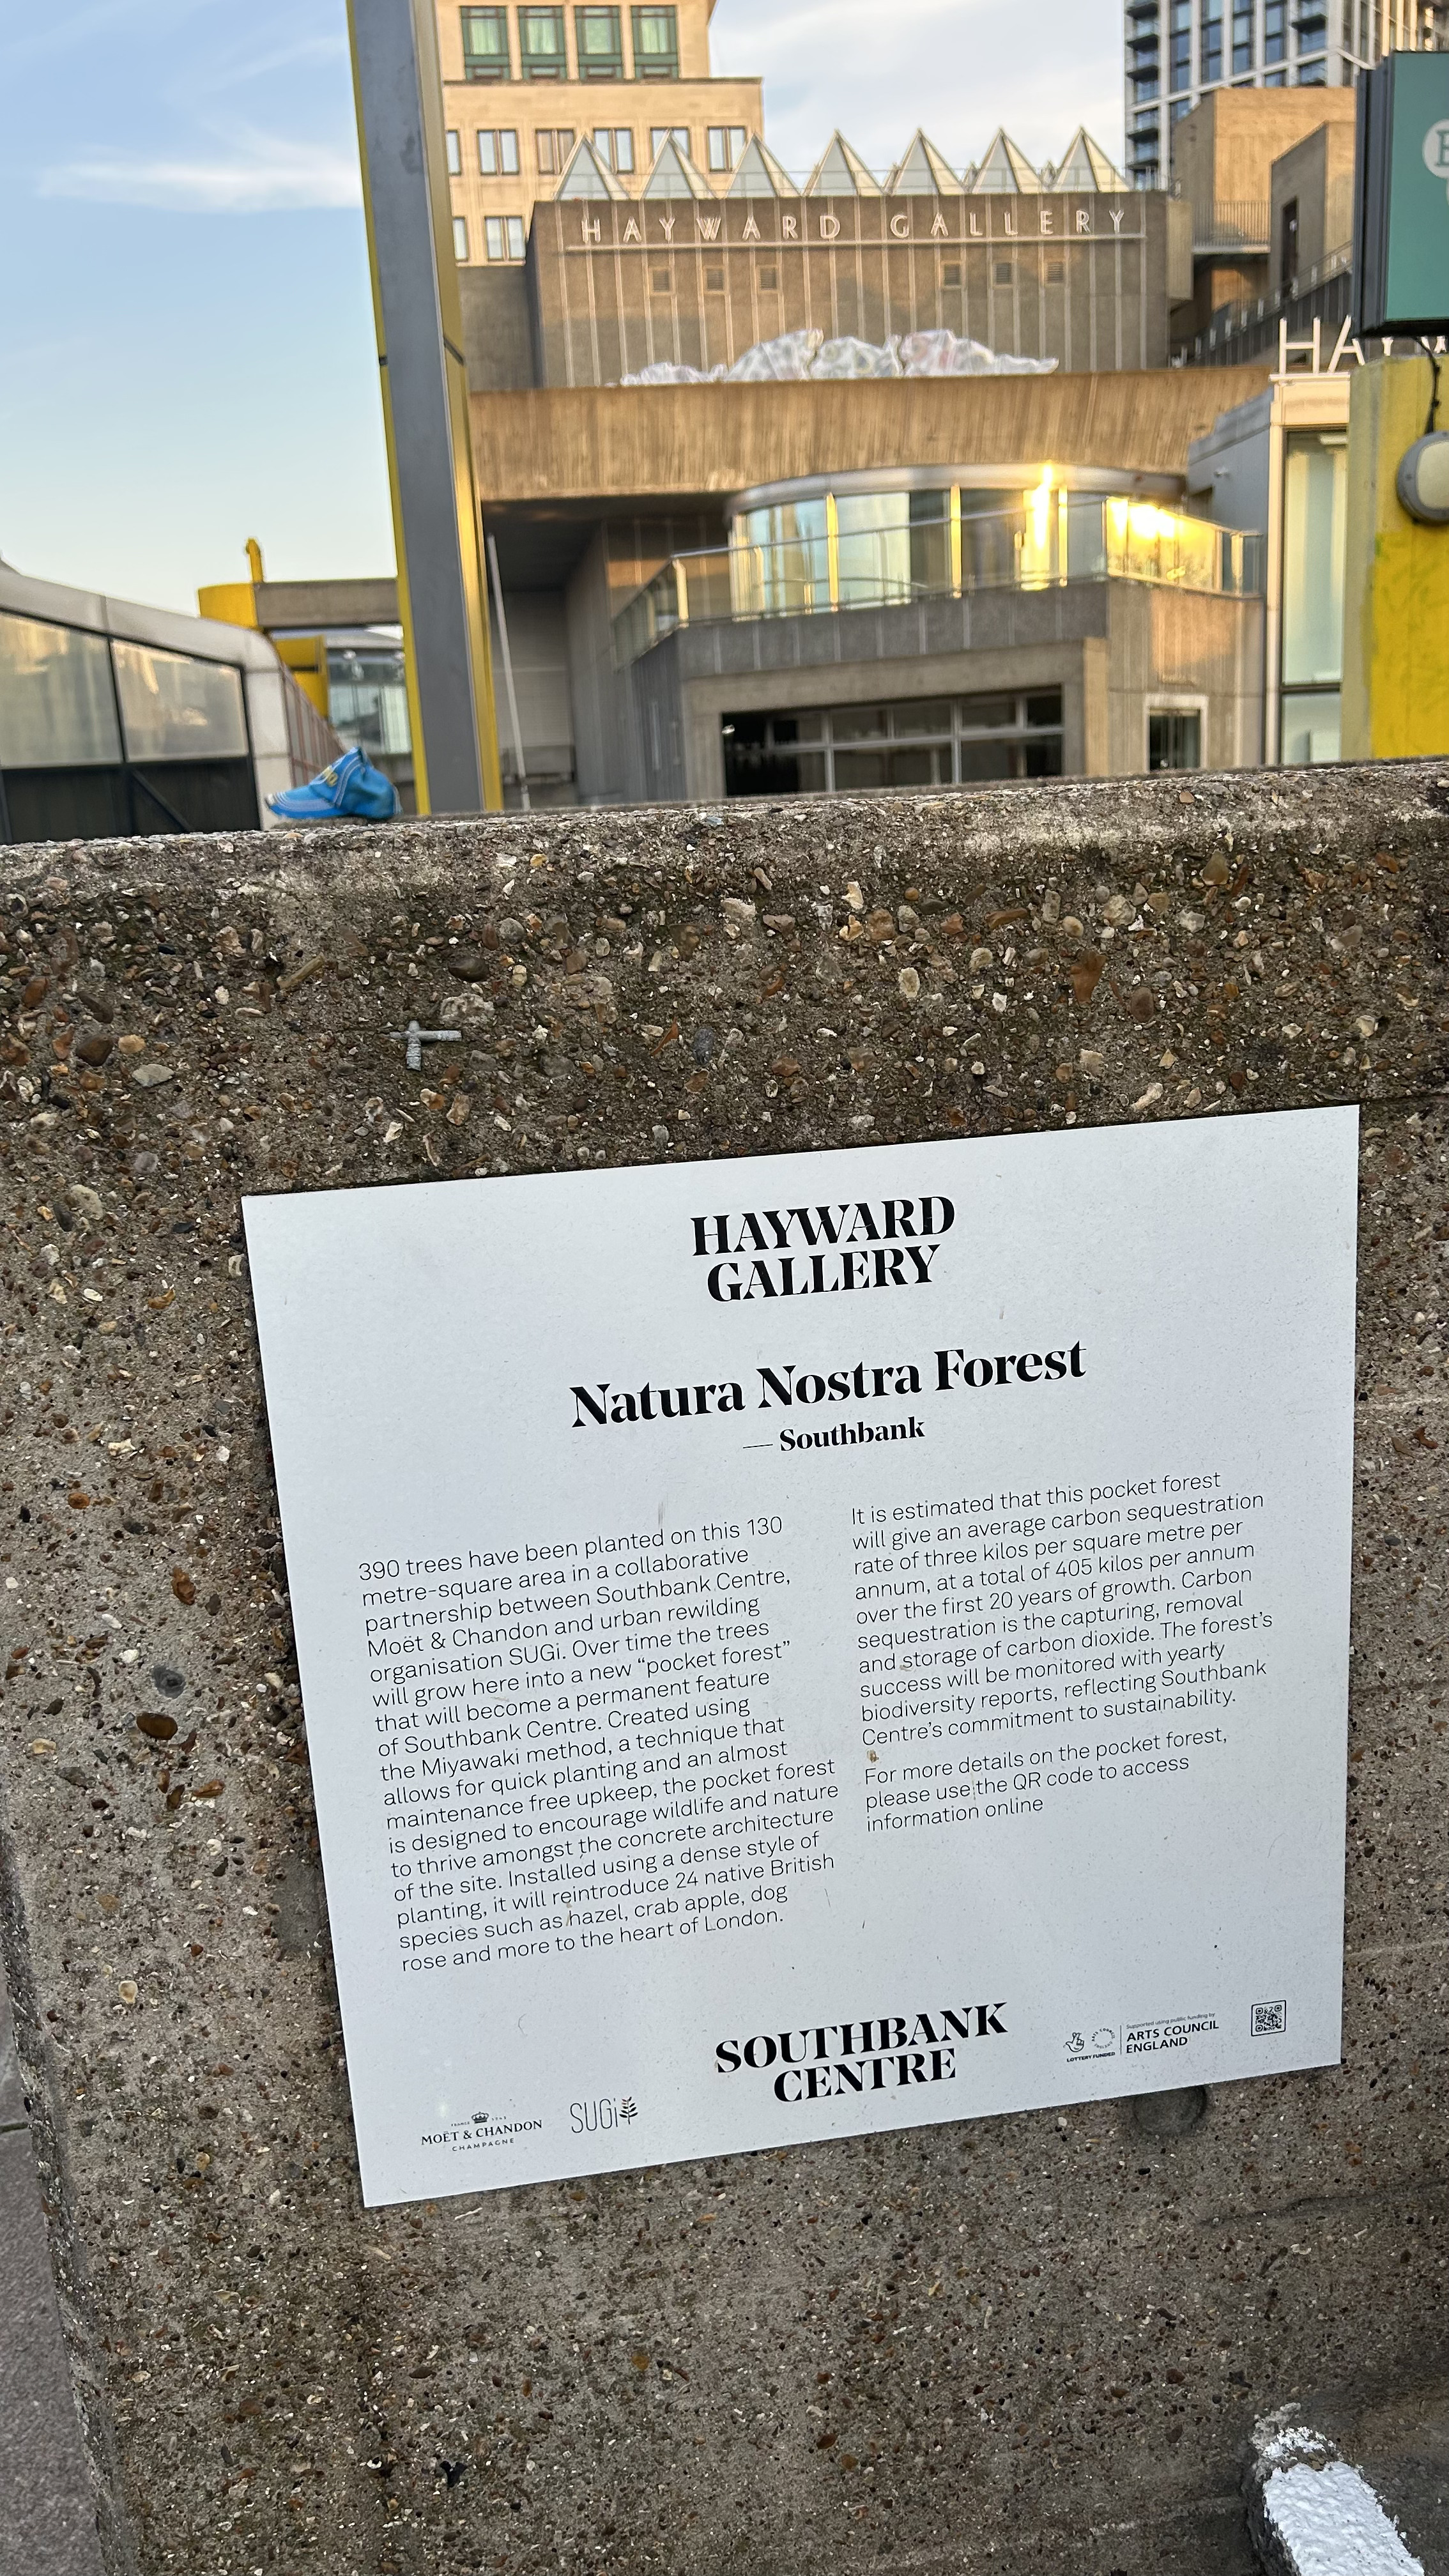 HAYWARD GALLERY
HAYWARD
GALLERY
Natura Nostra Forest
— Southbank
390 trees have been planted on this 130
metre-square area in a collaborative
partnership between Southbank Centre,
Moët & Chandon and urban rewilding
organisation SUGi. Over time the trees
will grow here into a new “pocket forest”
that will become a permanent feature
of Southbank Centre. Created using
the Miyawaki method, a technique that
allows for quick planting and an almost
maintenance free upkeep, the pocket forest
is designed to encourage wildlife and nature
to thrive amongst the concrete architecture
of the site. Installed using a dense style of
planting, it will reintroduce 24 native British
species such as hazel, crab apple, dog
rose and more to the heart of London.
It is estimated that this pocket forest
will give an average carbon sequestration
rate of three kilos per square metre per
annum, at a total of 405 kilos per annum
over the first 20 years of growth. Carbon
sequestration is the capturing, removal
and storage of carbon dioxide. The forest’s
success will be monitored with yearly
biodiversity reports, reflecting Southbank
Centre’s commitment to sustainability.
For more details on the pocket forest,
please use the QR code to access
information online
MOËT & CHANDON
CHAMPAGNE
SUGi
SOUTHBANK
CENTRE
LOTTERY FUNDED
Supported using public funding by
ARTS COUNCIL
ENGLAND